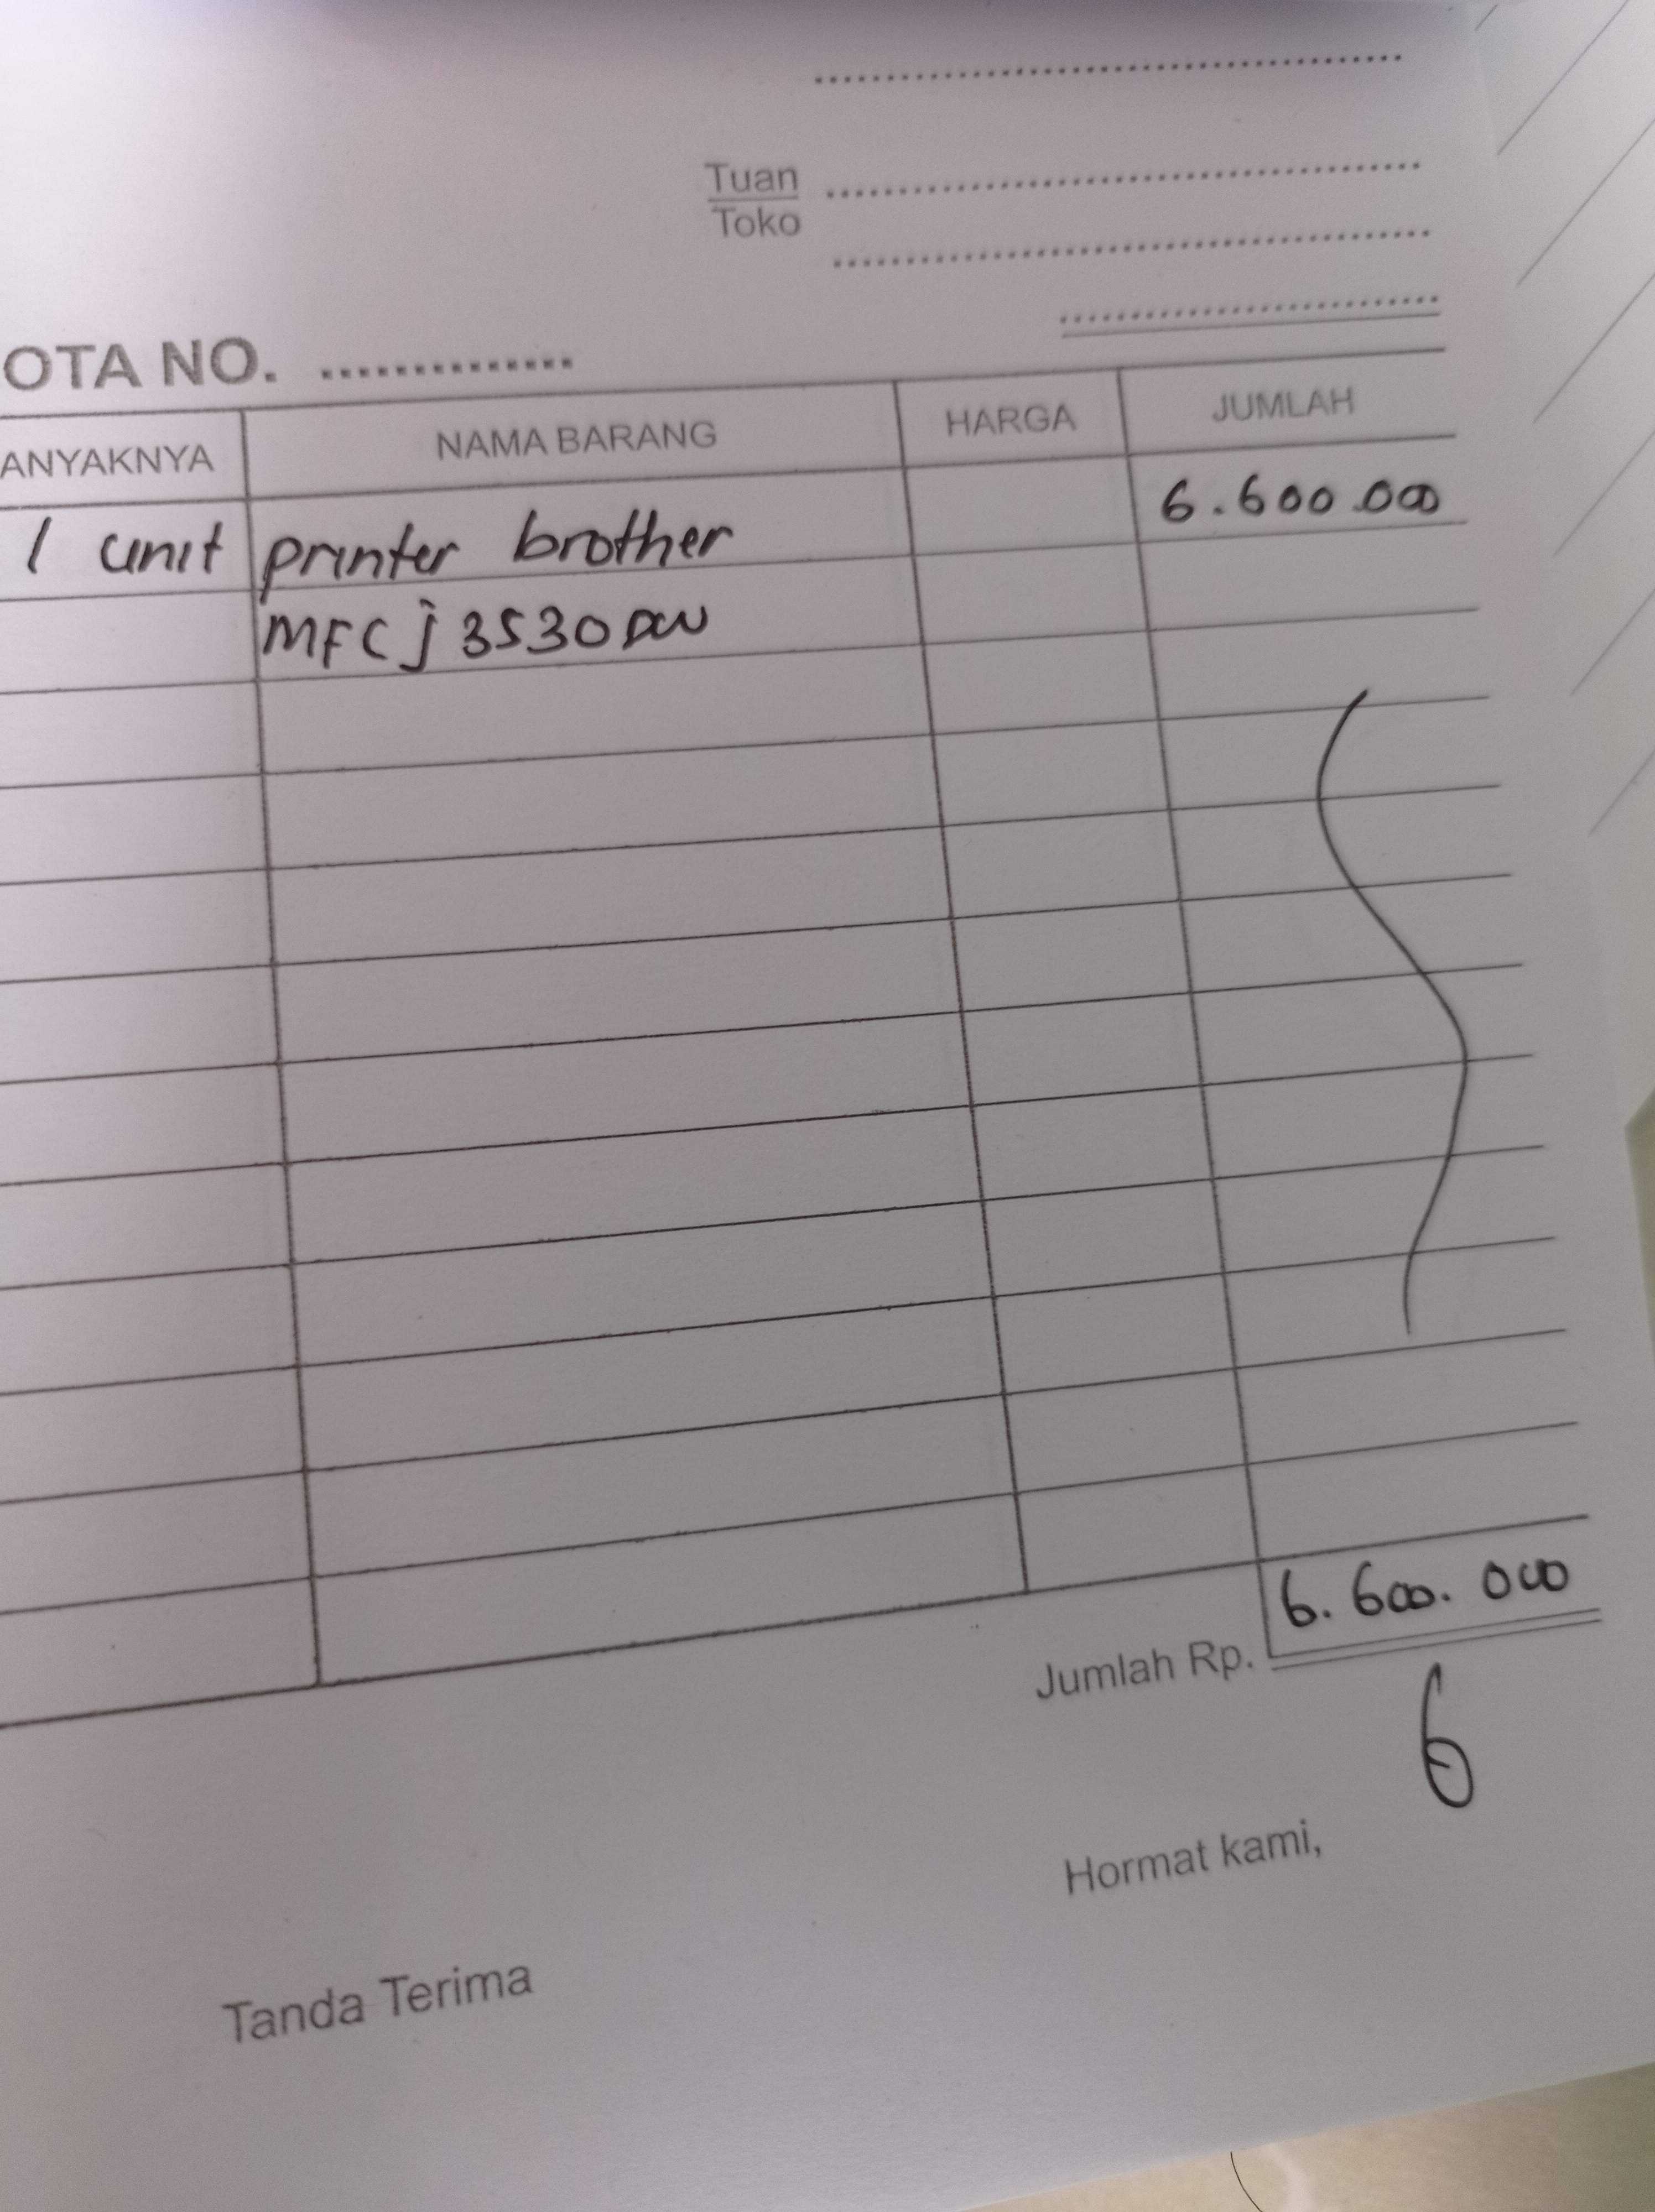 Tuan
Toko
OTA NO. ..............
ANYAKNYA NAMA BARANG HARGA JUMLAH
1 unit printer brother 6.600.000
MFC j 3530 DW
Jumlah Rp. 6.600.000
6
Hormat kami,
Tanda Terima